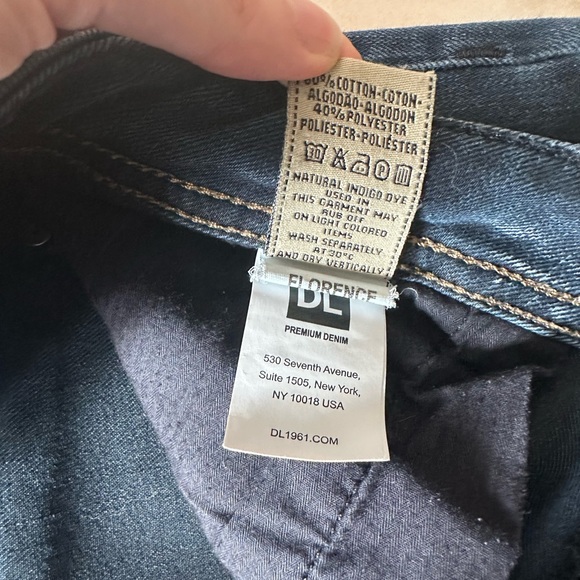 60% COTTON-COTON-
ALGODÃO-ALGODON
40% POLYESTER
POLIESTER-POLIÉSTER
30
NATURAL INDIGO DYE
USED IN
THIS GARMENT MAY
RUB OFF
ON LIGHT COLORED
ITEMS
WASH SEPARATELY
AT 30°C
AND DRY VERTICALLY
FLORENCE
DL
PREMIUM DENIM
530 Seventh Avenue,
Suite 1505, New York,
NY 10018 USA
DL1961.COM